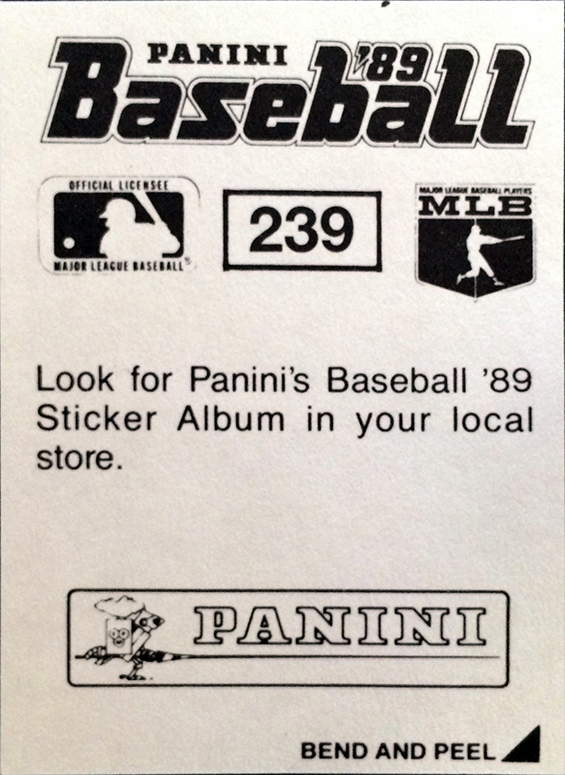 PANINI '89
Baseball
OFFICIAL LICENSEE
MAJOR LEAGUE BASEBALL®
239
MAJOR LEAGUE BASEBALL PLAYERS
MLB
Look for Panini's Baseball '89
Sticker Album in your local
store.
PANINI
BEND AND PEEL